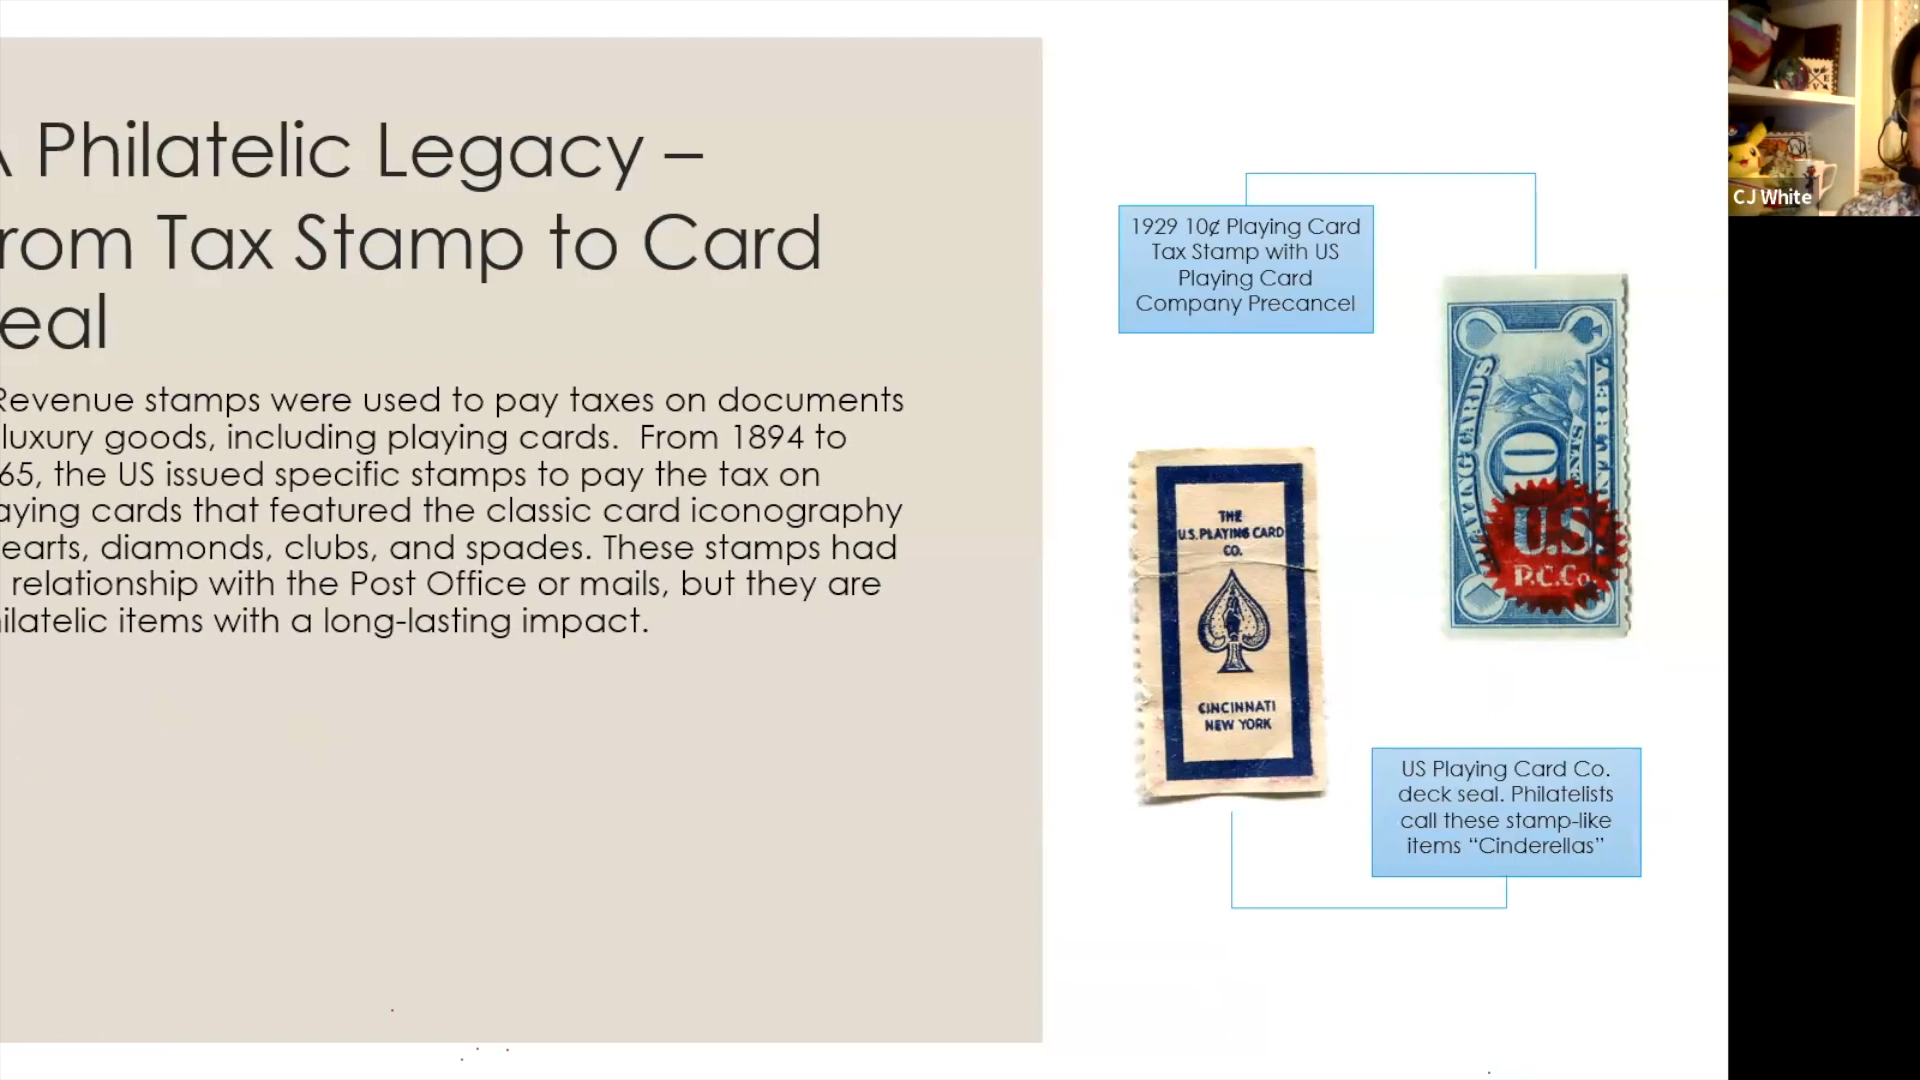 A Philatelic Legacy –
rom Tax Stamp to Card
eal
Revenue stamps were used to pay taxes on documents
luxury goods, including playing cards. From 1894 to
65, the US issued specific stamps to pay the tax on
aying cards that featured the classic card iconography
earts, diamonds, clubs, and spades. These stamps had
relationship with the Post Office or mails, but they are
ilatelic items with a long-lasting impact.
1929 10¢ Playing Card
Tax Stamp with US
Playing Card
Company Precancel
PLAYING CARDS
10
CENTS
U.S.
P.C.Co.
THE
U.S. PLAYING CARD
CO.
CINCINNATI
NEW YORK
US Playing Card Co.
deck seal. Philatelists
call these stamp-like
items “Cinderellas”
CJ White